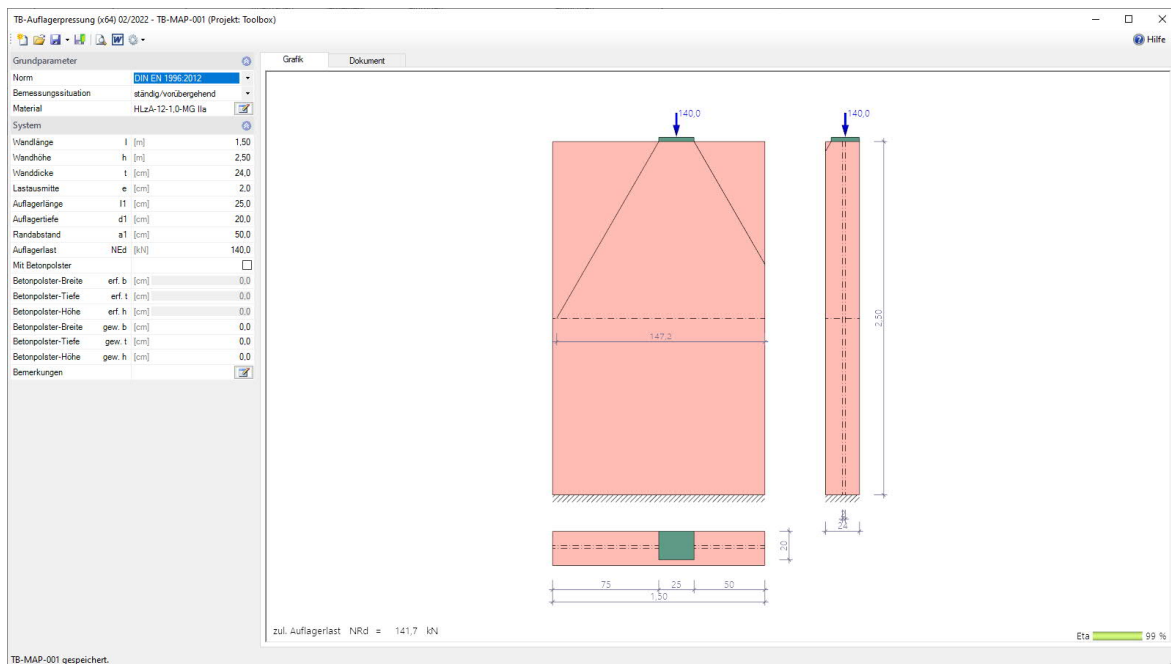 TB-Auflagerpressung (x64) 02/2022 - TB-MAP-001 (Projekt: Toolbox)
Hilfe
Grundparameter
Norm DIN EN 1996:2012
Bemessungssituation ständig/vorübergehend
Material HLzA-12-1,0-MG IIa
System
Wandlänge l [m] 1,50
Wandhöhe h [m] 2,50
Wanddicke t [cm] 24,0
Lastausmitte e [cm] 2,0
Auflagerlänge l1 [cm] 25,0
Auflagertiefe d1 [cm] 20,0
Randabstand a1 [cm] 50,0
Auflagerlast NEd [kN] 140,0
Mit Betonpolster
Betonpolster-Breite erf. b [cm] 0,0
Betonpolster-Tiefe erf. t [cm] 0,0
Betonpolster-Höhe erf. h [cm] 0,0
Betonpolster-Breite gew. b [cm] 0,0
Betonpolster-Tiefe gew. t [cm] 0,0
Betonpolster-Höhe gew. h [cm] 0,0
Bemerkungen
Grafik Dokument
140,0 140,0
2,50
147,2
24
20
75 25 50
1,50
zul. Auflagerlast NRd = 141,7 kN
Eta 99 %
TB-MAP-001 gespeichert.